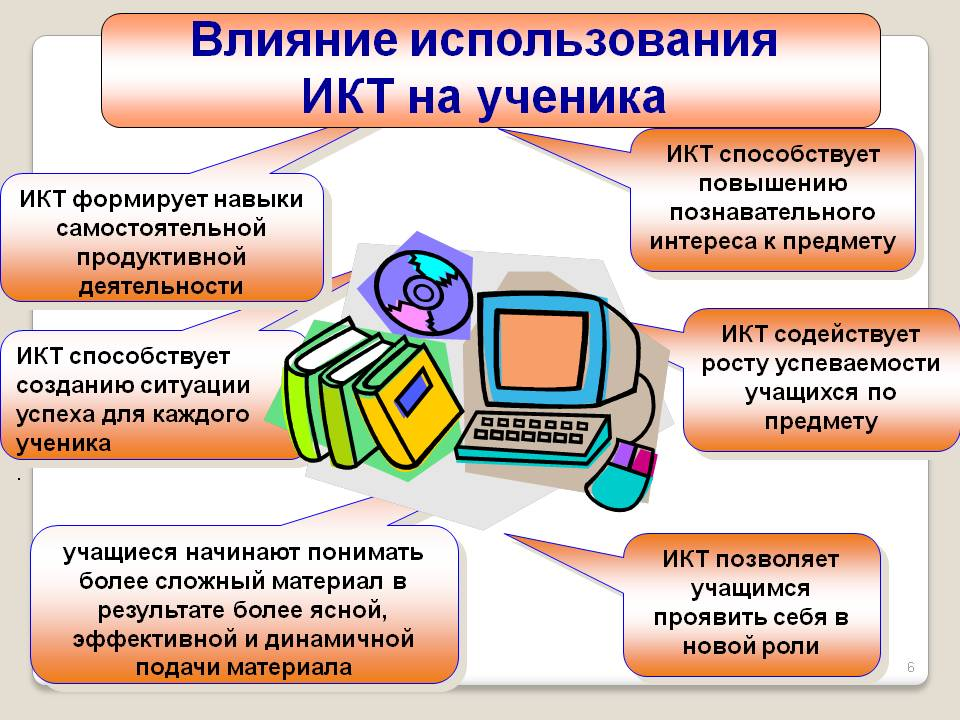 Влияние использования
ИКТ на ученика
ИКТ формирует навыки
самостоятельной
продуктивной
деятельности
ИКТ способствует
повышению
познавательного
интереса к предмету
ИКТ способствует
созданию ситуации
успеха для каждого
ученика
.
ИКТ содействует
росту успеваемости
учащихся по
предмету
учащиеся начинают понимать
более сложный материал в
результате более ясной,
эффективной и динамичной
подачи материала
ИКТ позволяет
учащимся
проявить себя в
новой роли
6